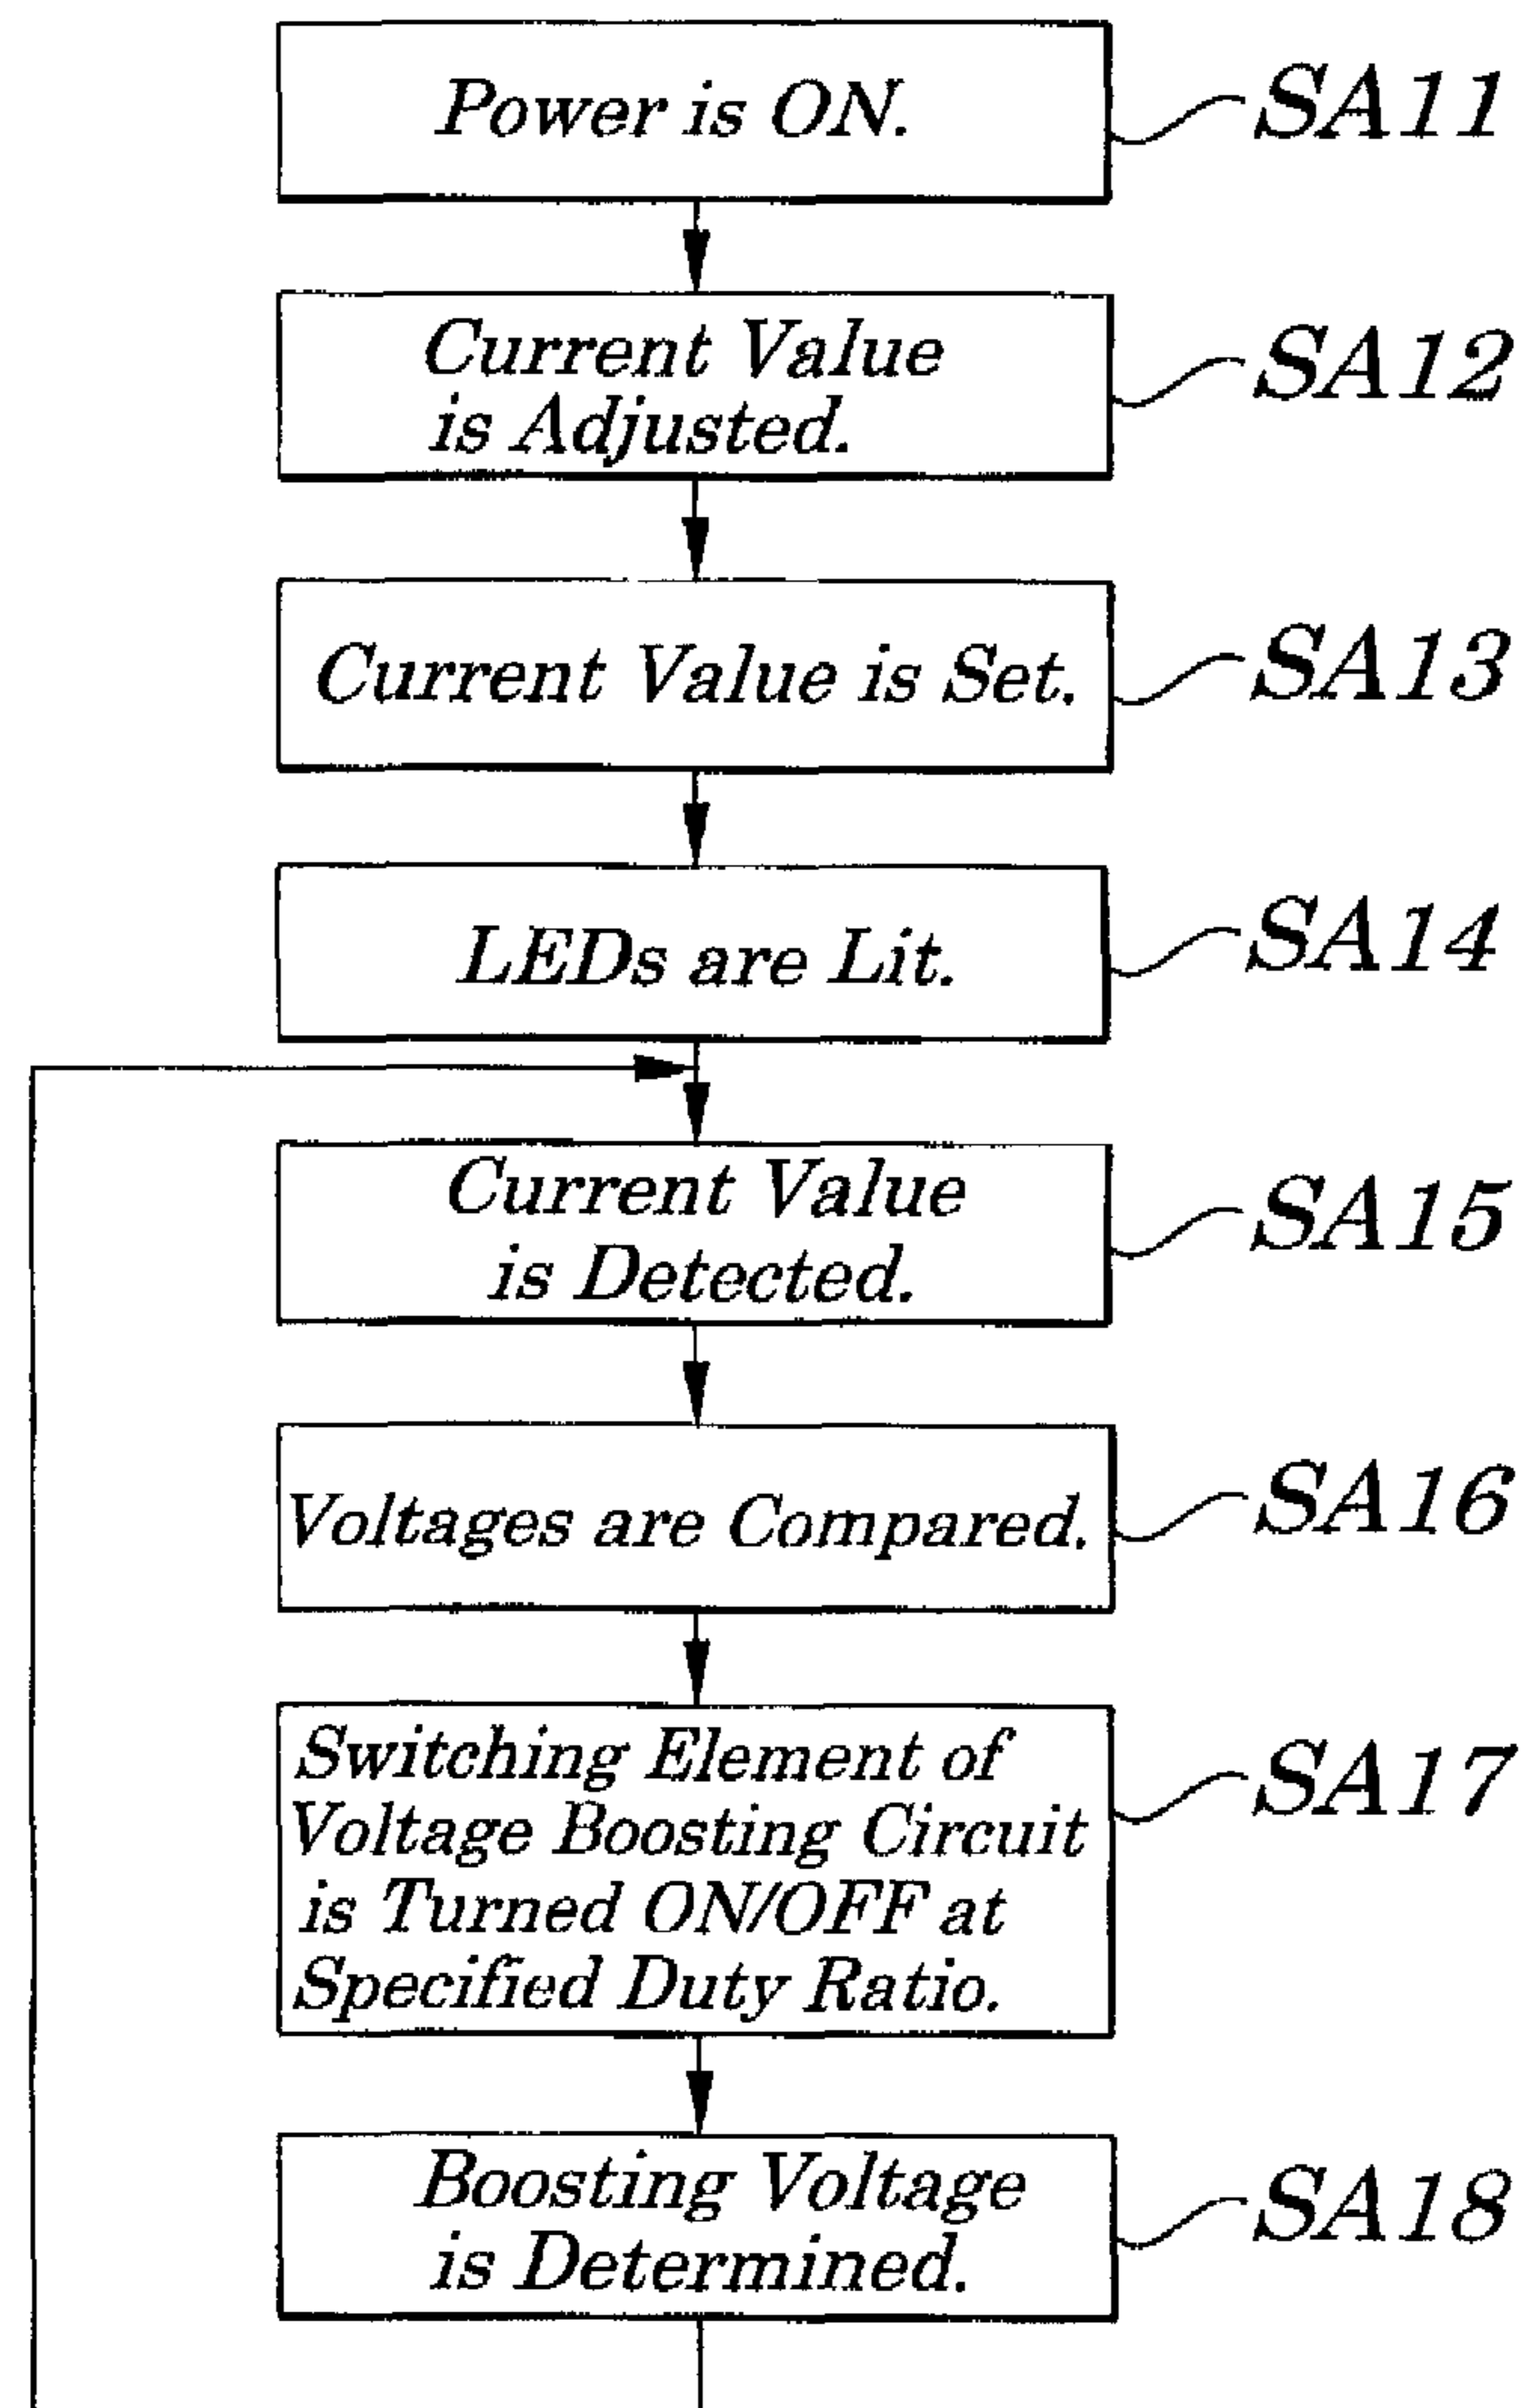 Power is ON.
SA11
Current Value
is Adjusted.
SA12
Current Value is Set.
SA13
LEDs are Lit.
SA14
Current Value
is Detected.
SA15
Voltages are Compared.
SA16
Switching Element of
Voltage Boosting Circuit
is Turned ON/OFF at
Specified Duty Ratio.
SA17
Boosting Voltage
is Determined.
SA18